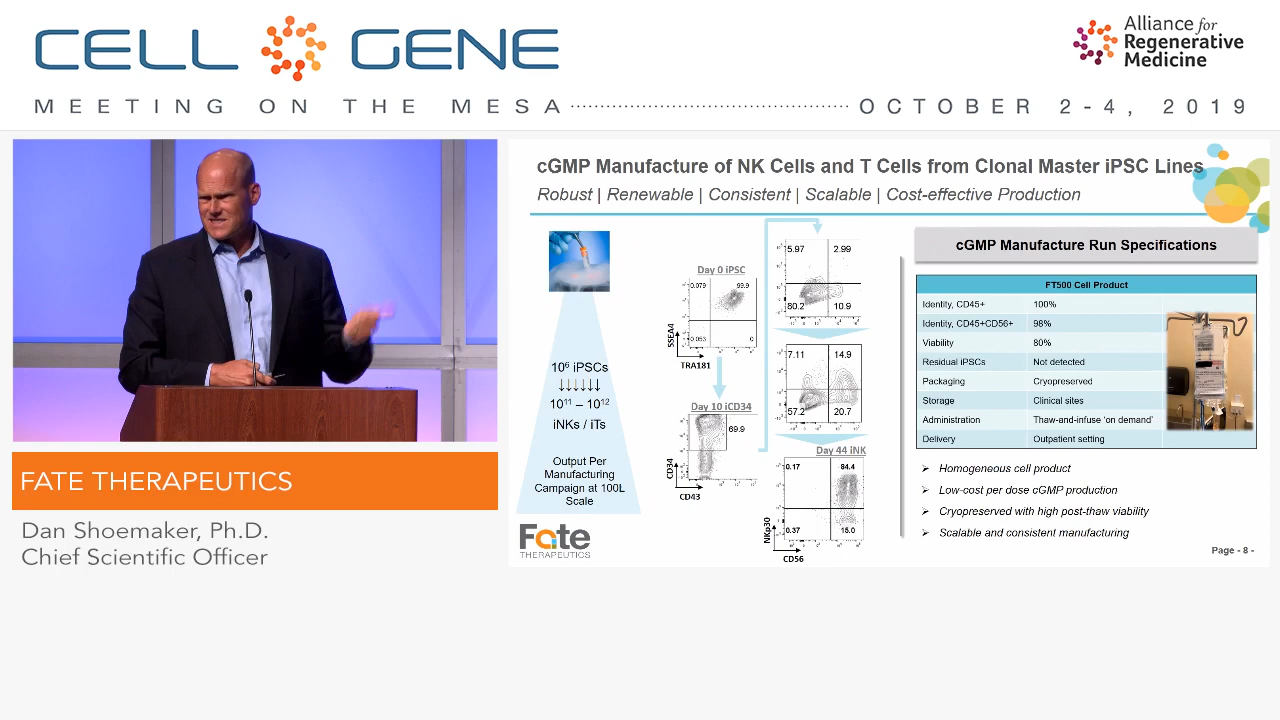 CELL GENE
Alliance for
Regenerative
Medicine
MEETING ON THE MESA
OCTOBER 2-4, 2019
cGMP Manufacture of NK Cells and T Cells from Clonal Master iPSC Lines
Robust | Renewable | Consistent | Scalable | Cost-effective Production
10⁶ iPSCs
↓↓↓↓↓↓
10¹¹ – 10¹²
iNKs / iTs
Output Per
Manufacturing
Campaign at 100L
Scale
Fate
THERAPEUTICS
Day 0 iPSC
0.079 99.9
0.053 0
SSEA4
TRA181
Day 10 iCD34
69.9
CD34
CD43
5.97 2.99
80.2 10.9
7.11 14.9
57.2 20.7
Day 44 iNK
0.17 84.4
0.37 15.0
NKp30
CD56
cGMP Manufacture Run Specifications
FT500 Cell Product
Identity, CD45+ 100%
Identity, CD45+CD56+ 98%
Viability 80%
Residual iPSCs Not detected
Packaging Cryopreserved
Storage Clinical sites
Administration Thaw-and-infuse 'on demand'
Delivery Outpatient setting
➢ Homogeneous cell product
➢ Low-cost per dose cGMP production
➢ Cryopreserved with high post-thaw viability
➢ Scalable and consistent manufacturing
Page - 8 -
FATE THERAPEUTICS
Dan Shoemaker, Ph.D.
Chief Scientific Officer